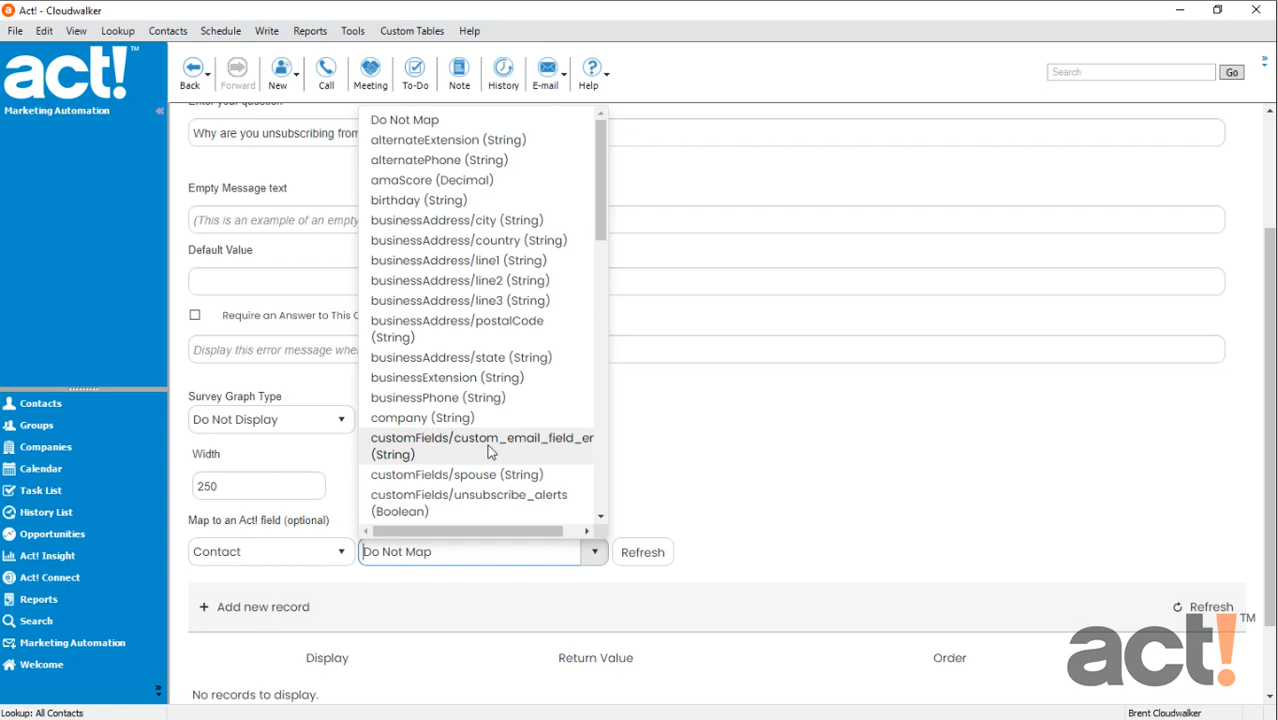 Act! - Cloudwalker
File Edit View Lookup Contacts Schedule Write Reports Tools Custom Tables Help
act!™
Marketing Automation
Back Forward New Call Meeting To-Do Note History E-mail Help
Search Go
Enter your question
Why are you unsubscribing from
Empty Message text
(This is an example of an empty
Default Value
Require an Answer to This Q
Display this error message whe
Survey Graph Type
Do Not Display
Width
250
Map to an Act! field (optional)
Contact
Do Not Map
Refresh
Do Not Map
alternateExtension (String)
alternatePhone (String)
amaScore (Decimal)
birthday (String)
businessAddress/city (String)
businessAddress/country (String)
businessAddress/line1 (String)
businessAddress/line2 (String)
businessAddress/line3 (String)
businessAddress/postalCode
(String)
businessAddress/state (String)
businessExtension (String)
businessPhone (String)
company (String)
customFields/custom_email_field_er
(String)
customFields/spouse (String)
customFields/unsubscribe_alerts
(Boolean)
+ Add new record
Refresh
Display Return Value Order
No records to display.
Contacts
Groups
Companies
Calendar
Task List
History List
Opportunities
Act! Insight
Act! Connect
Reports
Search
Marketing Automation
Welcome
act!™
Lookup: All Contacts
Brent Cloudwalker